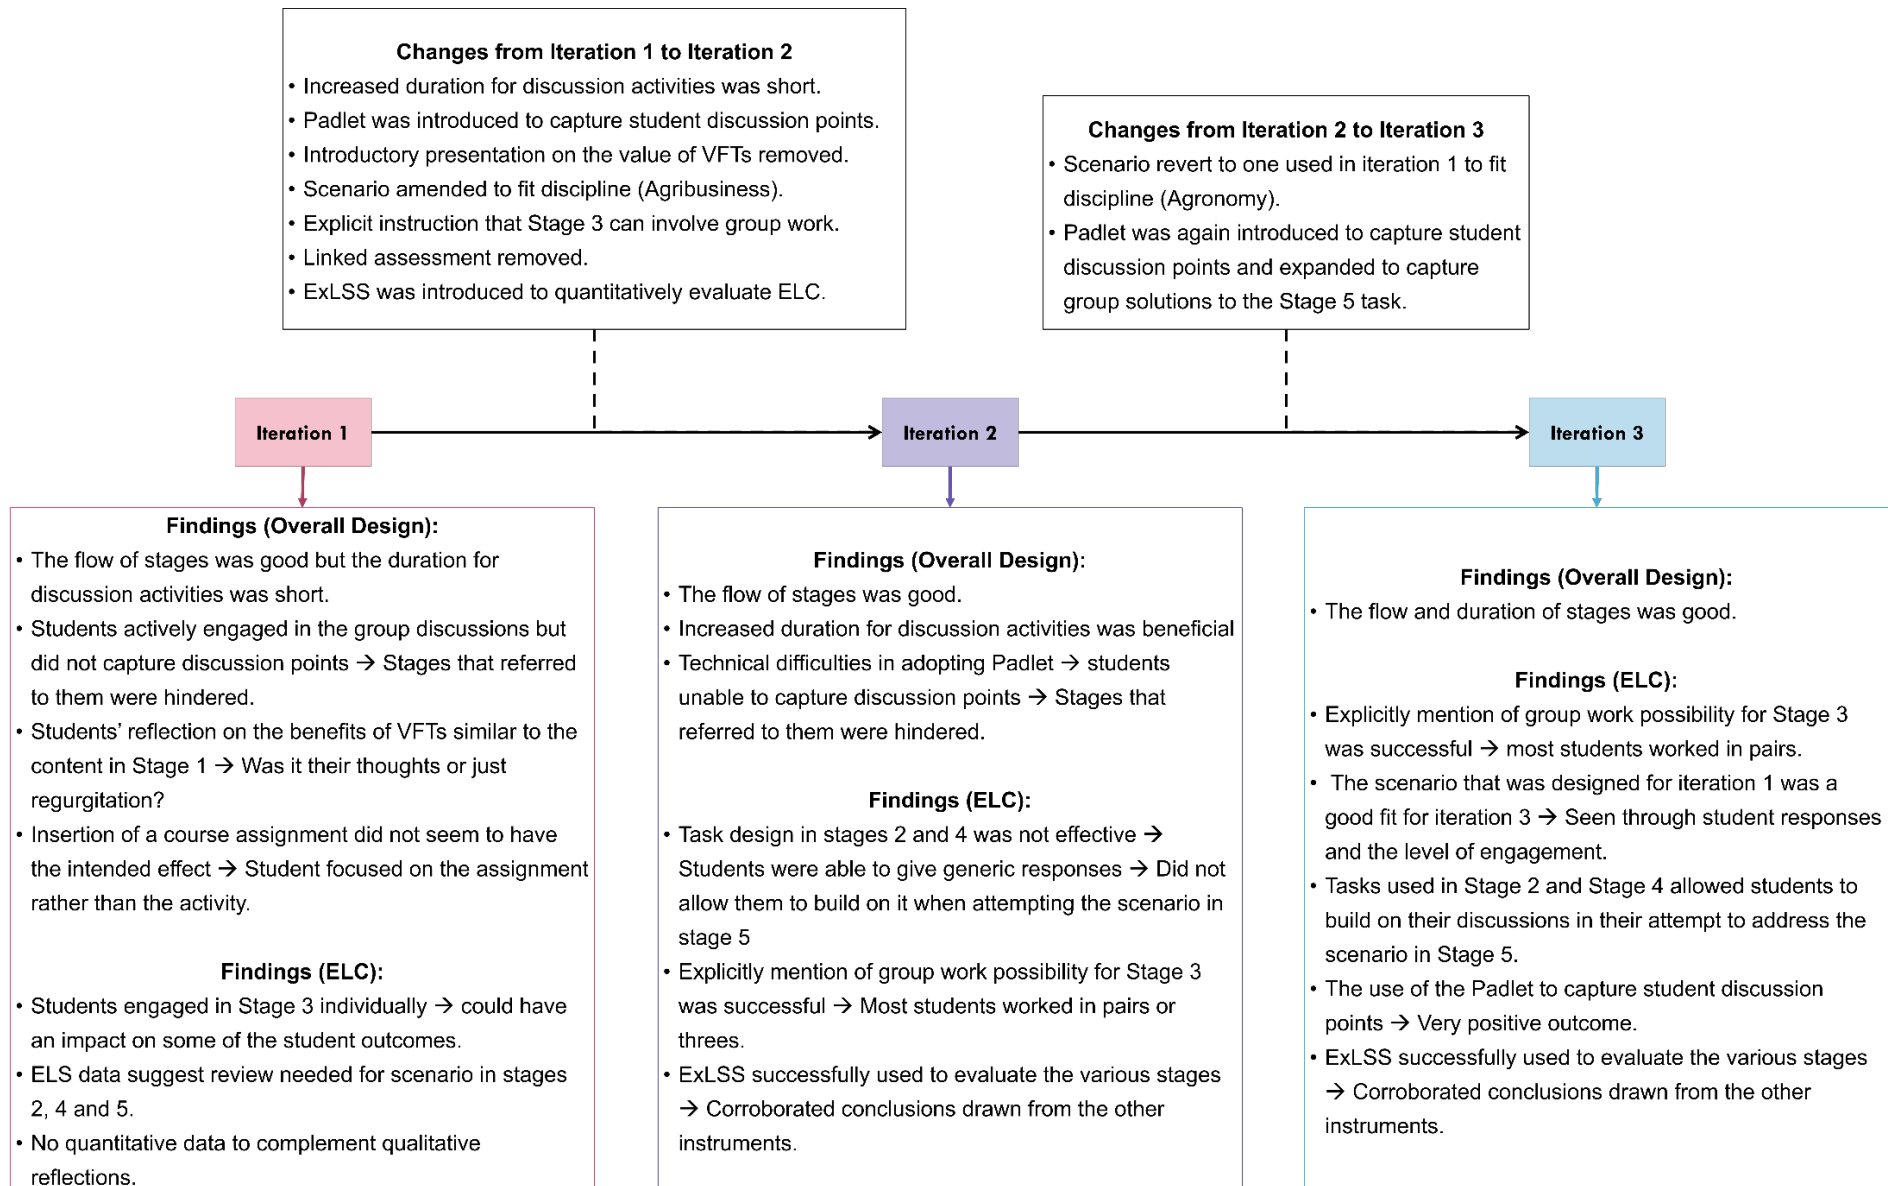 Changes from Iteration 1 to Iteration 2
• Increased duration for discussion activities was short.
• Padlet was introduced to capture student discussion points.
• Introductory presentation on the value of VFTs removed.
• Scenario amended to fit discipline (Agribusiness).
• Explicit instruction that Stage 3 can involve group work.
• Linked assessment removed.
• ExLSS was introduced to quantitatively evaluate ELC.
Changes from Iteration 2 to Iteration 3
• Scenario revert to one used in iteration 1 to fit
discipline (Agronomy).
• Padlet was again introduced to capture student
discussion points and expanded to capture
group solutions to the Stage 5 task.
Iteration 1
Iteration 2
Iteration 3
Findings (Overall Design):
• The flow of stages was good but the duration for
discussion activities was short.
• Students actively engaged in the group discussions but
did not capture discussion points → Stages that referred
to them were hindered.
• Students' reflection on the benefits of VFTs similar to the
content in Stage 1 → Was it their thoughts or just
regurgitation?
• Insertion of a course assignment did not seem to have
the intended effect → Student focused on the assignment
rather than the activity.
Findings (ELC):
• Students engaged in Stage 3 individually → could have
an impact on some of the student outcomes.
• ELS data suggest review needed for scenario in stages
2, 4 and 5.
• No quantitative data to complement qualitative
reflections.
Findings (Overall Design):
• The flow of stages was good.
• Increased duration for discussion activities was beneficial
• Technical difficulties in adopting Padlet → students
unable to capture discussion points → Stages that
referred to them were hindered.
Findings (ELC):
• Task design in stages 2 and 4 was not effective →
Students were able to give generic responses → Did not
allow them to build on it when attempting the scenario in
stage 5
• Explicitly mention of group work possibility for Stage 3
was successful → Most students worked in pairs or
threes.
• ExLSS successfully used to evaluate the various stages
→ Corroborated conclusions drawn from the other
instruments.
Findings (Overall Design):
• The flow and duration of stages was good.
Findings (ELC):
• Explicitly mention of group work possibility for Stage 3
was successful → most students worked in pairs.
• The scenario that was designed for iteration 1 was a
good fit for iteration 3 → Seen through student responses
and the level of engagement.
• Tasks used in Stage 2 and Stage 4 allowed students to
build on their discussions in their attempt to address the
scenario in Stage 5.
• The use of the Padlet to capture student discussion
points → Very positive outcome.
• ExLSS successfully used to evaluate the various stages
→ Corroborated conclusions drawn from the other
instruments.